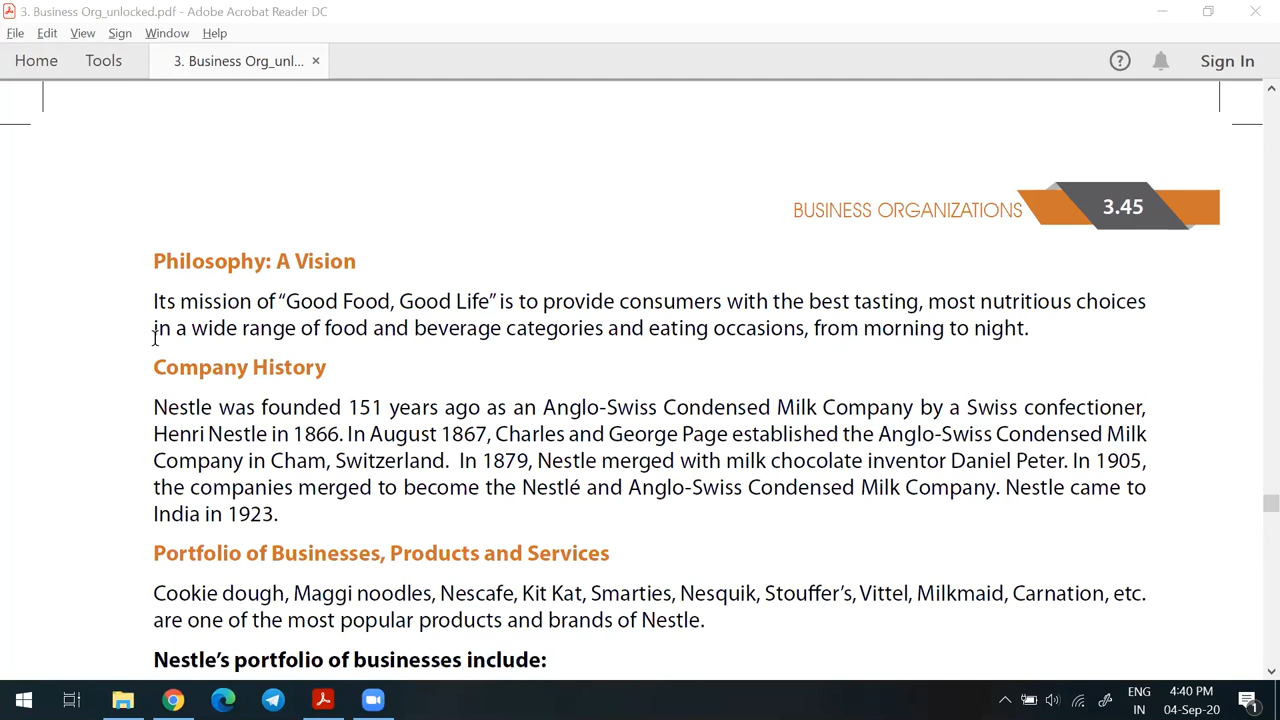 3. Business Org_unlocked.pdf - Adobe Acrobat Reader DC
File Edit View Sign Window Help
Home Tools 3. Business Org_unl... × ? Sign In
BUSINESS ORGANIZATIONS 3.45
Philosophy: A Vision
Its mission of “Good Food, Good Life” is to provide consumers with the best tasting, most nutritious choices
in a wide range of food and beverage categories and eating occasions, from morning to night.
Company History
Nestle was founded 151 years ago as an Anglo-Swiss Condensed Milk Company by a Swiss confectioner,
Henri Nestle in 1866. In August 1867, Charles and George Page established the Anglo-Swiss Condensed Milk
Company in Cham, Switzerland. In 1879, Nestle merged with milk chocolate inventor Daniel Peter. In 1905,
the companies merged to become the Nestlé and Anglo-Swiss Condensed Milk Company. Nestle came to
India in 1923.
Portfolio of Businesses, Products and Services
Cookie dough, Maggi noodles, Nescafe, Kit Kat, Smarties, Nesquik, Stouffer’s, Vittel, Milkmaid, Carnation, etc.
are one of the most popular products and brands of Nestle.
Nestle’s portfolio of businesses include:
ENG 4:40 PM
IN 04-Sep-20 1